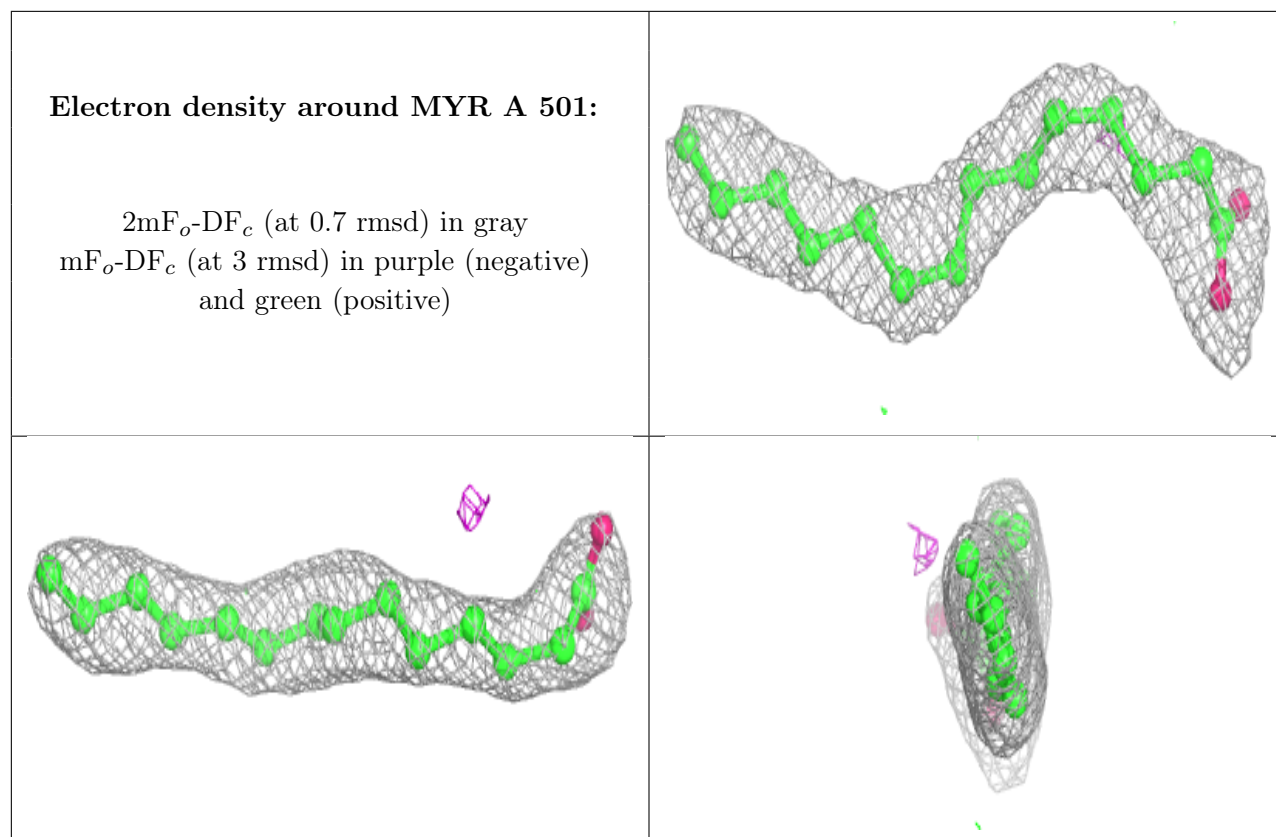 Electron density around MYR A 501:
2mFo-DFc (at 0.7 rmsd) in gray
mFo-DFc (at 3 rmsd) in purple (negative)
and green (positive)